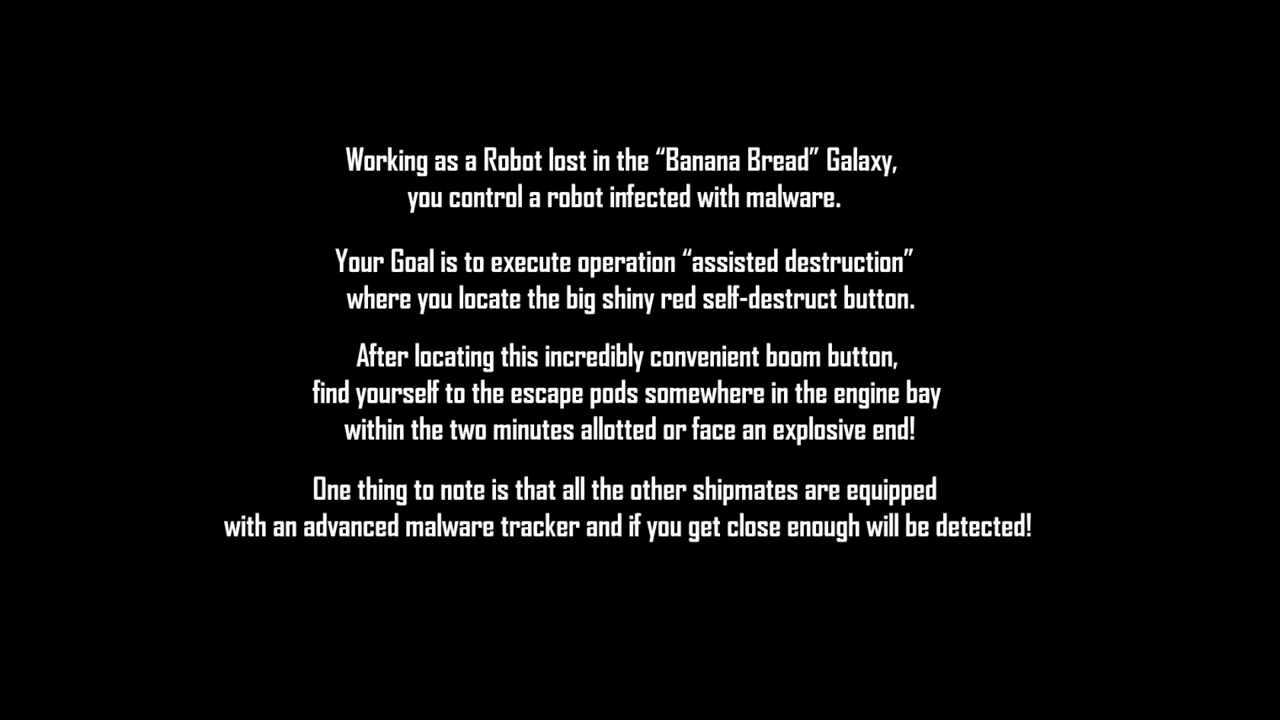 Working as a Robot lost in the “Banana Bread” Galaxy,
you control a robot infected with malware.
Your Goal is to execute operation “assisted destruction”
where you locate the big shiny red self-destruct button.
After locating this incredibly convenient boom button,
find yourself to the escape pods somewhere in the engine bay
within the two minutes allotted or face an explosive end!
One thing to note is that all the other shipmates are equipped
with an advanced malware tracker and if you get close enough will be detected!